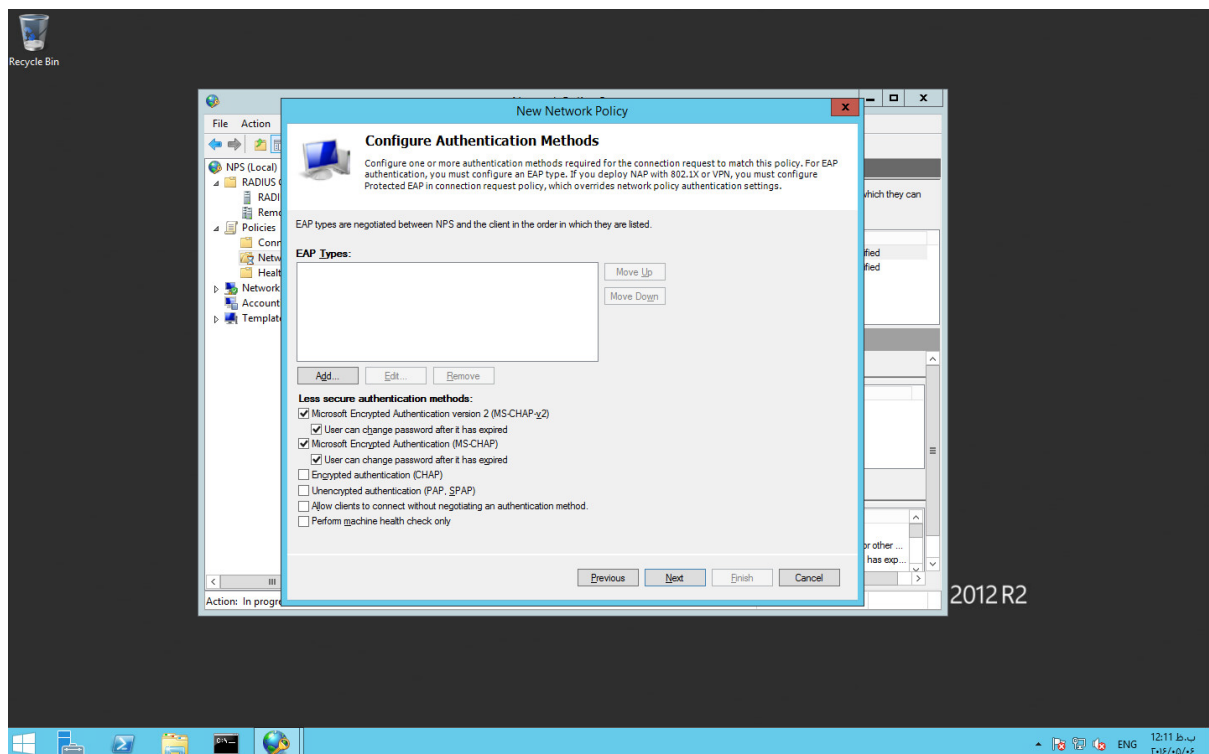 Recycle Bin
New Network Policy
File Action
Configure Authentication Methods
Configure one or more authentication methods required for the connection request to match this policy. For EAP
authentication, you must configure an EAP type. If you deploy NAP with 802.1X or VPN, you must configure
Protected EAP in connection request policy, which overrides network policy authentication settings.
NPS (Local)
RADIUS
RADI
Remo
Policies
Conn
Netw
Healt
Network
Account
Templat
which they can
EAP types are negotiated between NPS and the client in the order in which they are listed.
EAP Types:
Move Up
Move Down
fied
fied
Add...
Edit...
Remove
Less secure authentication methods:
Microsoft Encrypted Authentication version 2 (MS-CHAP-v2)
User can change password after it has expired
Microsoft Encrypted Authentication (MS-CHAP)
User can change password after it has expired
Encrypted authentication (CHAP)
Unencrypted authentication (PAP, SPAP)
Allow clients to connect without negotiating an authentication method.
Perform machine health check only
or other ...
has exp...
Previous
Next
Finish
Cancel
Action: In progre
2012 R2
ENG
12:11 ب.ظ